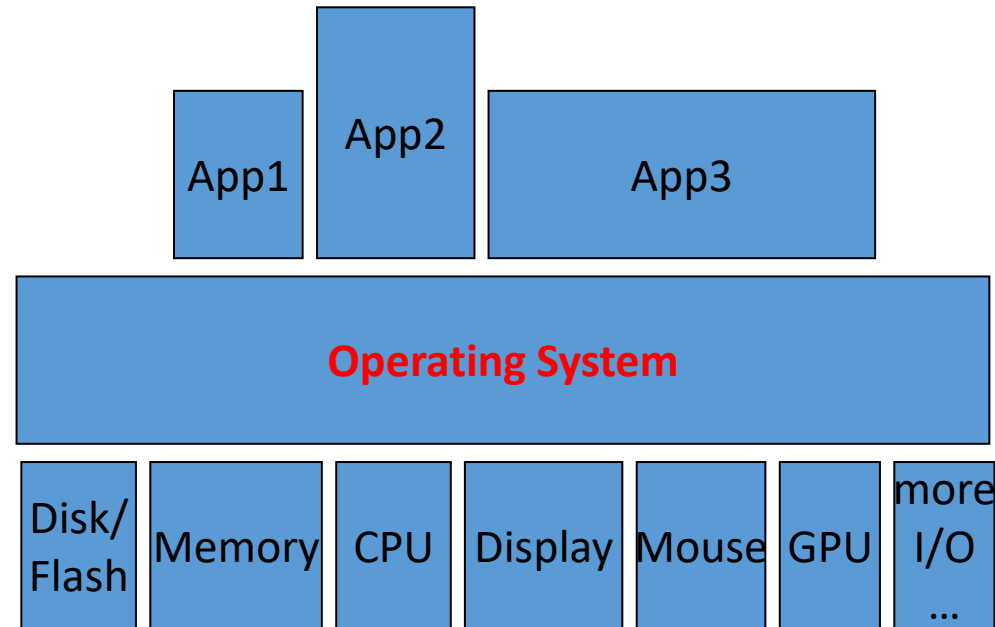 App1
App2
App3
Operating System
Disk/
Flash
Memory
CPU
Display
Mouse
GPU
more
I/O
...